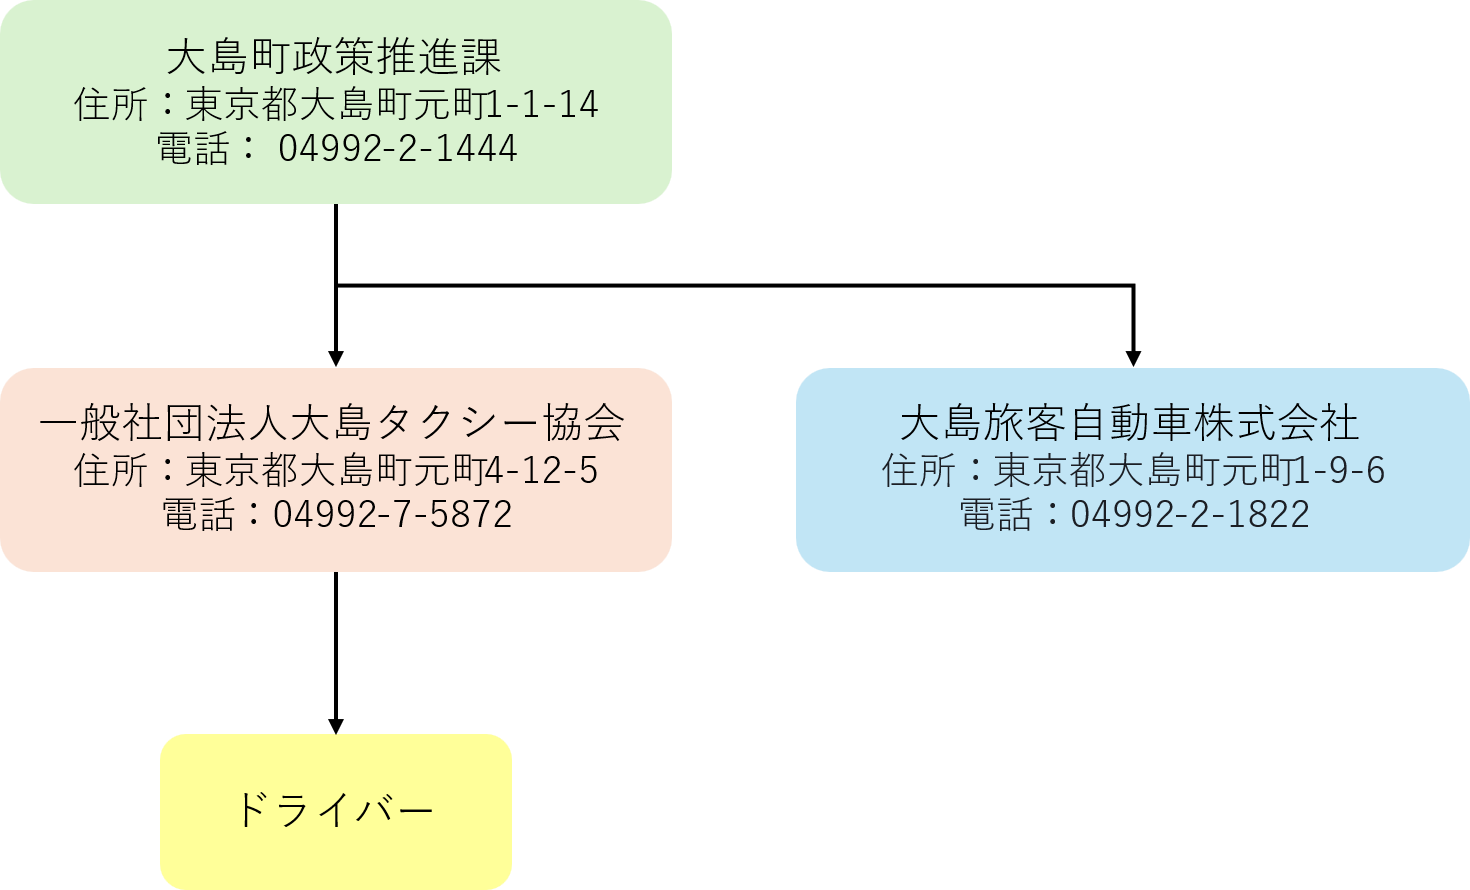 大島町政策推進課
住所：東京都大島町元町1-1-14
電話： 04992-2-1444
一般社団法人大島タクシー協会
住所：東京都大島町元町4-12-5
電話：04992-7-5872
大島旅客自動車株式会社
住所：東京都大島町元町1-9-6
電話：04992-2-1822
ドライバー